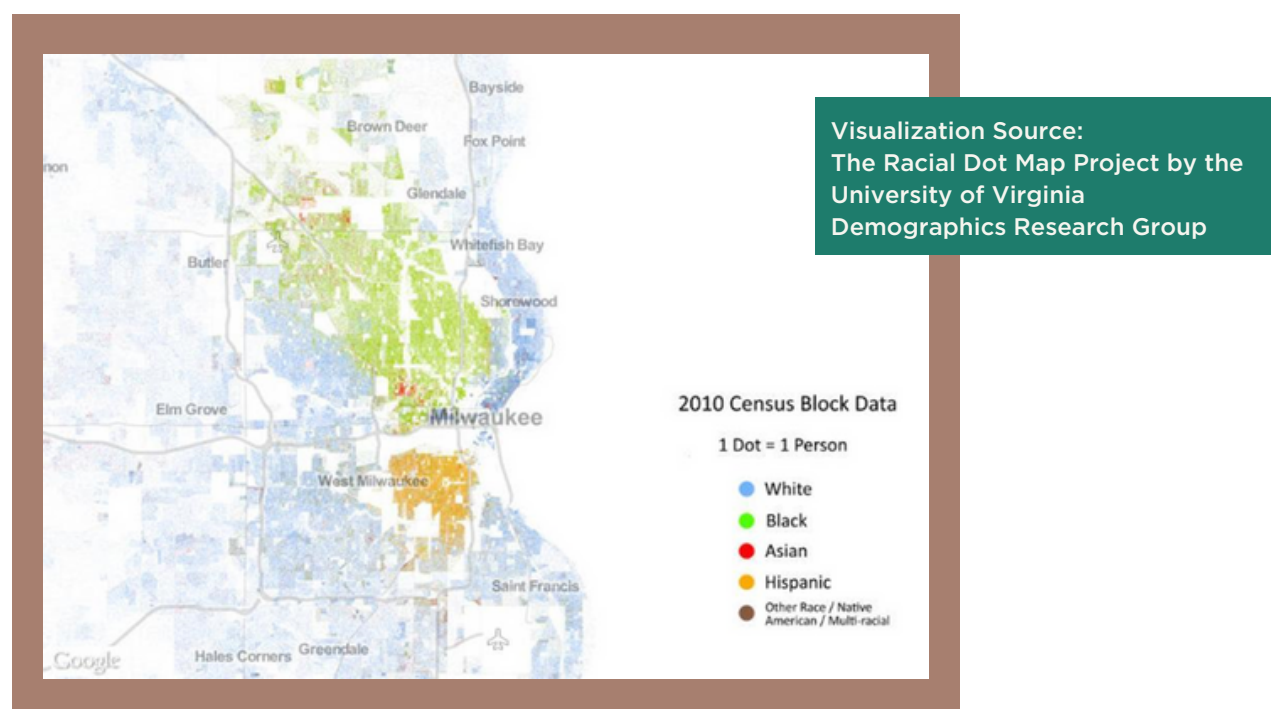 Bayside
Brown Deer
Fox Point
non
Glendale
Whitefish Bay
Butler
Shorewood
Elm Grove
Milwaukee
West Milwaukee
Saint Francis
Greendale
Hales Corners
Google
Visualization Source:
The Racial Dot Map Project by the
University of Virginia
Demographics Research Group
2010 Census Block Data
1 Dot = 1 Person
White
Black
Asian
Hispanic
Other Race / Native
American / Multi-racial